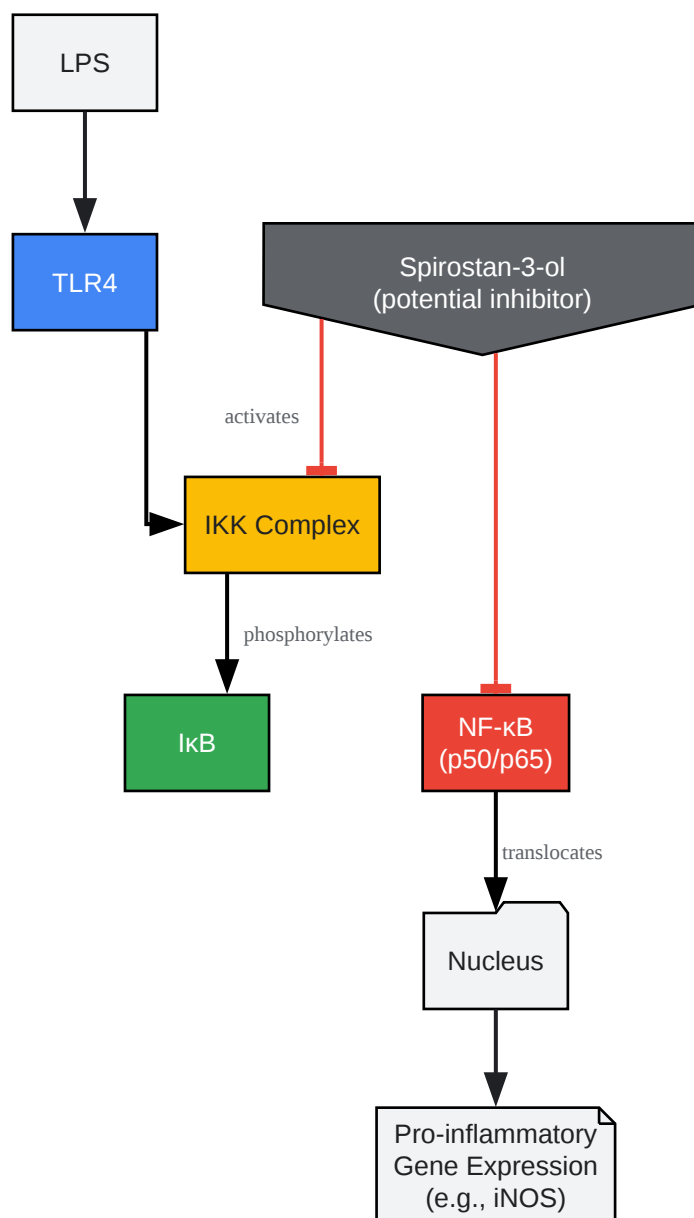 LPS
TLR4
Spirostan-3-ol
(potential inhibitor)
activates
IKK Complex
phosphorylates
IκB
NF-κB
(p50/p65)
translocates
Nucleus
Pro-inflammatory
Gene Expression
(e.g., iNOS)